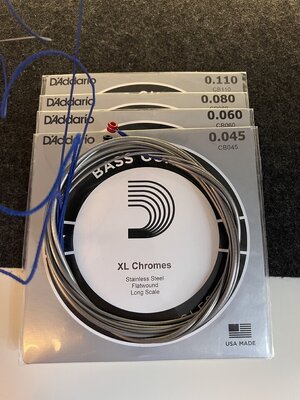 D'Addario 0.110
CB110
D'Addario 0.080
D'Addario 0.060
CB060
D'Addario 0.045
CB045
BASS
XL Chromes
Stainless Steel
Flatwound
Long Scale
USA MADE